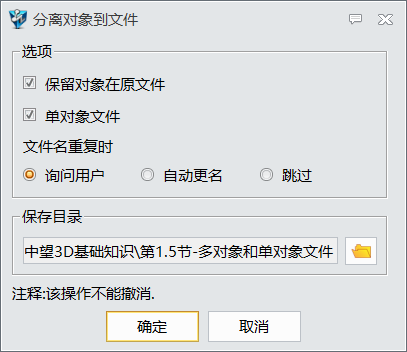 分离对象到文件
选项
保留对象在原文件
单对象文件
文件名重复时
询问用户 自动更名 跳过
保存目录
中望3D基础知识\第1.5节-多对象和单对象文件
注释:该操作不能撤消.
确定 取消